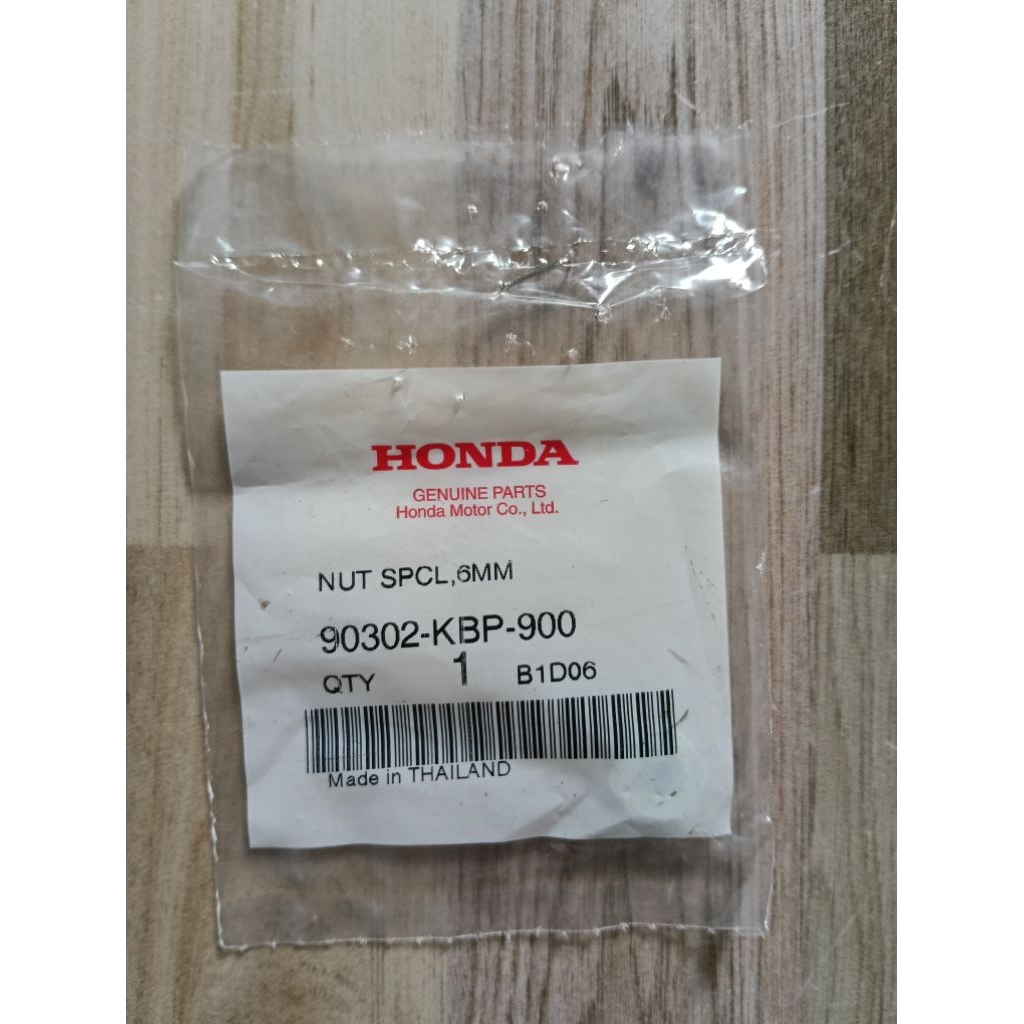 HONDA
GENUINE PARTS
Honda Motor Co., Ltd.
NUT SPCL,6MM
90302-KBP-900
QTY 1 B1D06
Made in THAILAND